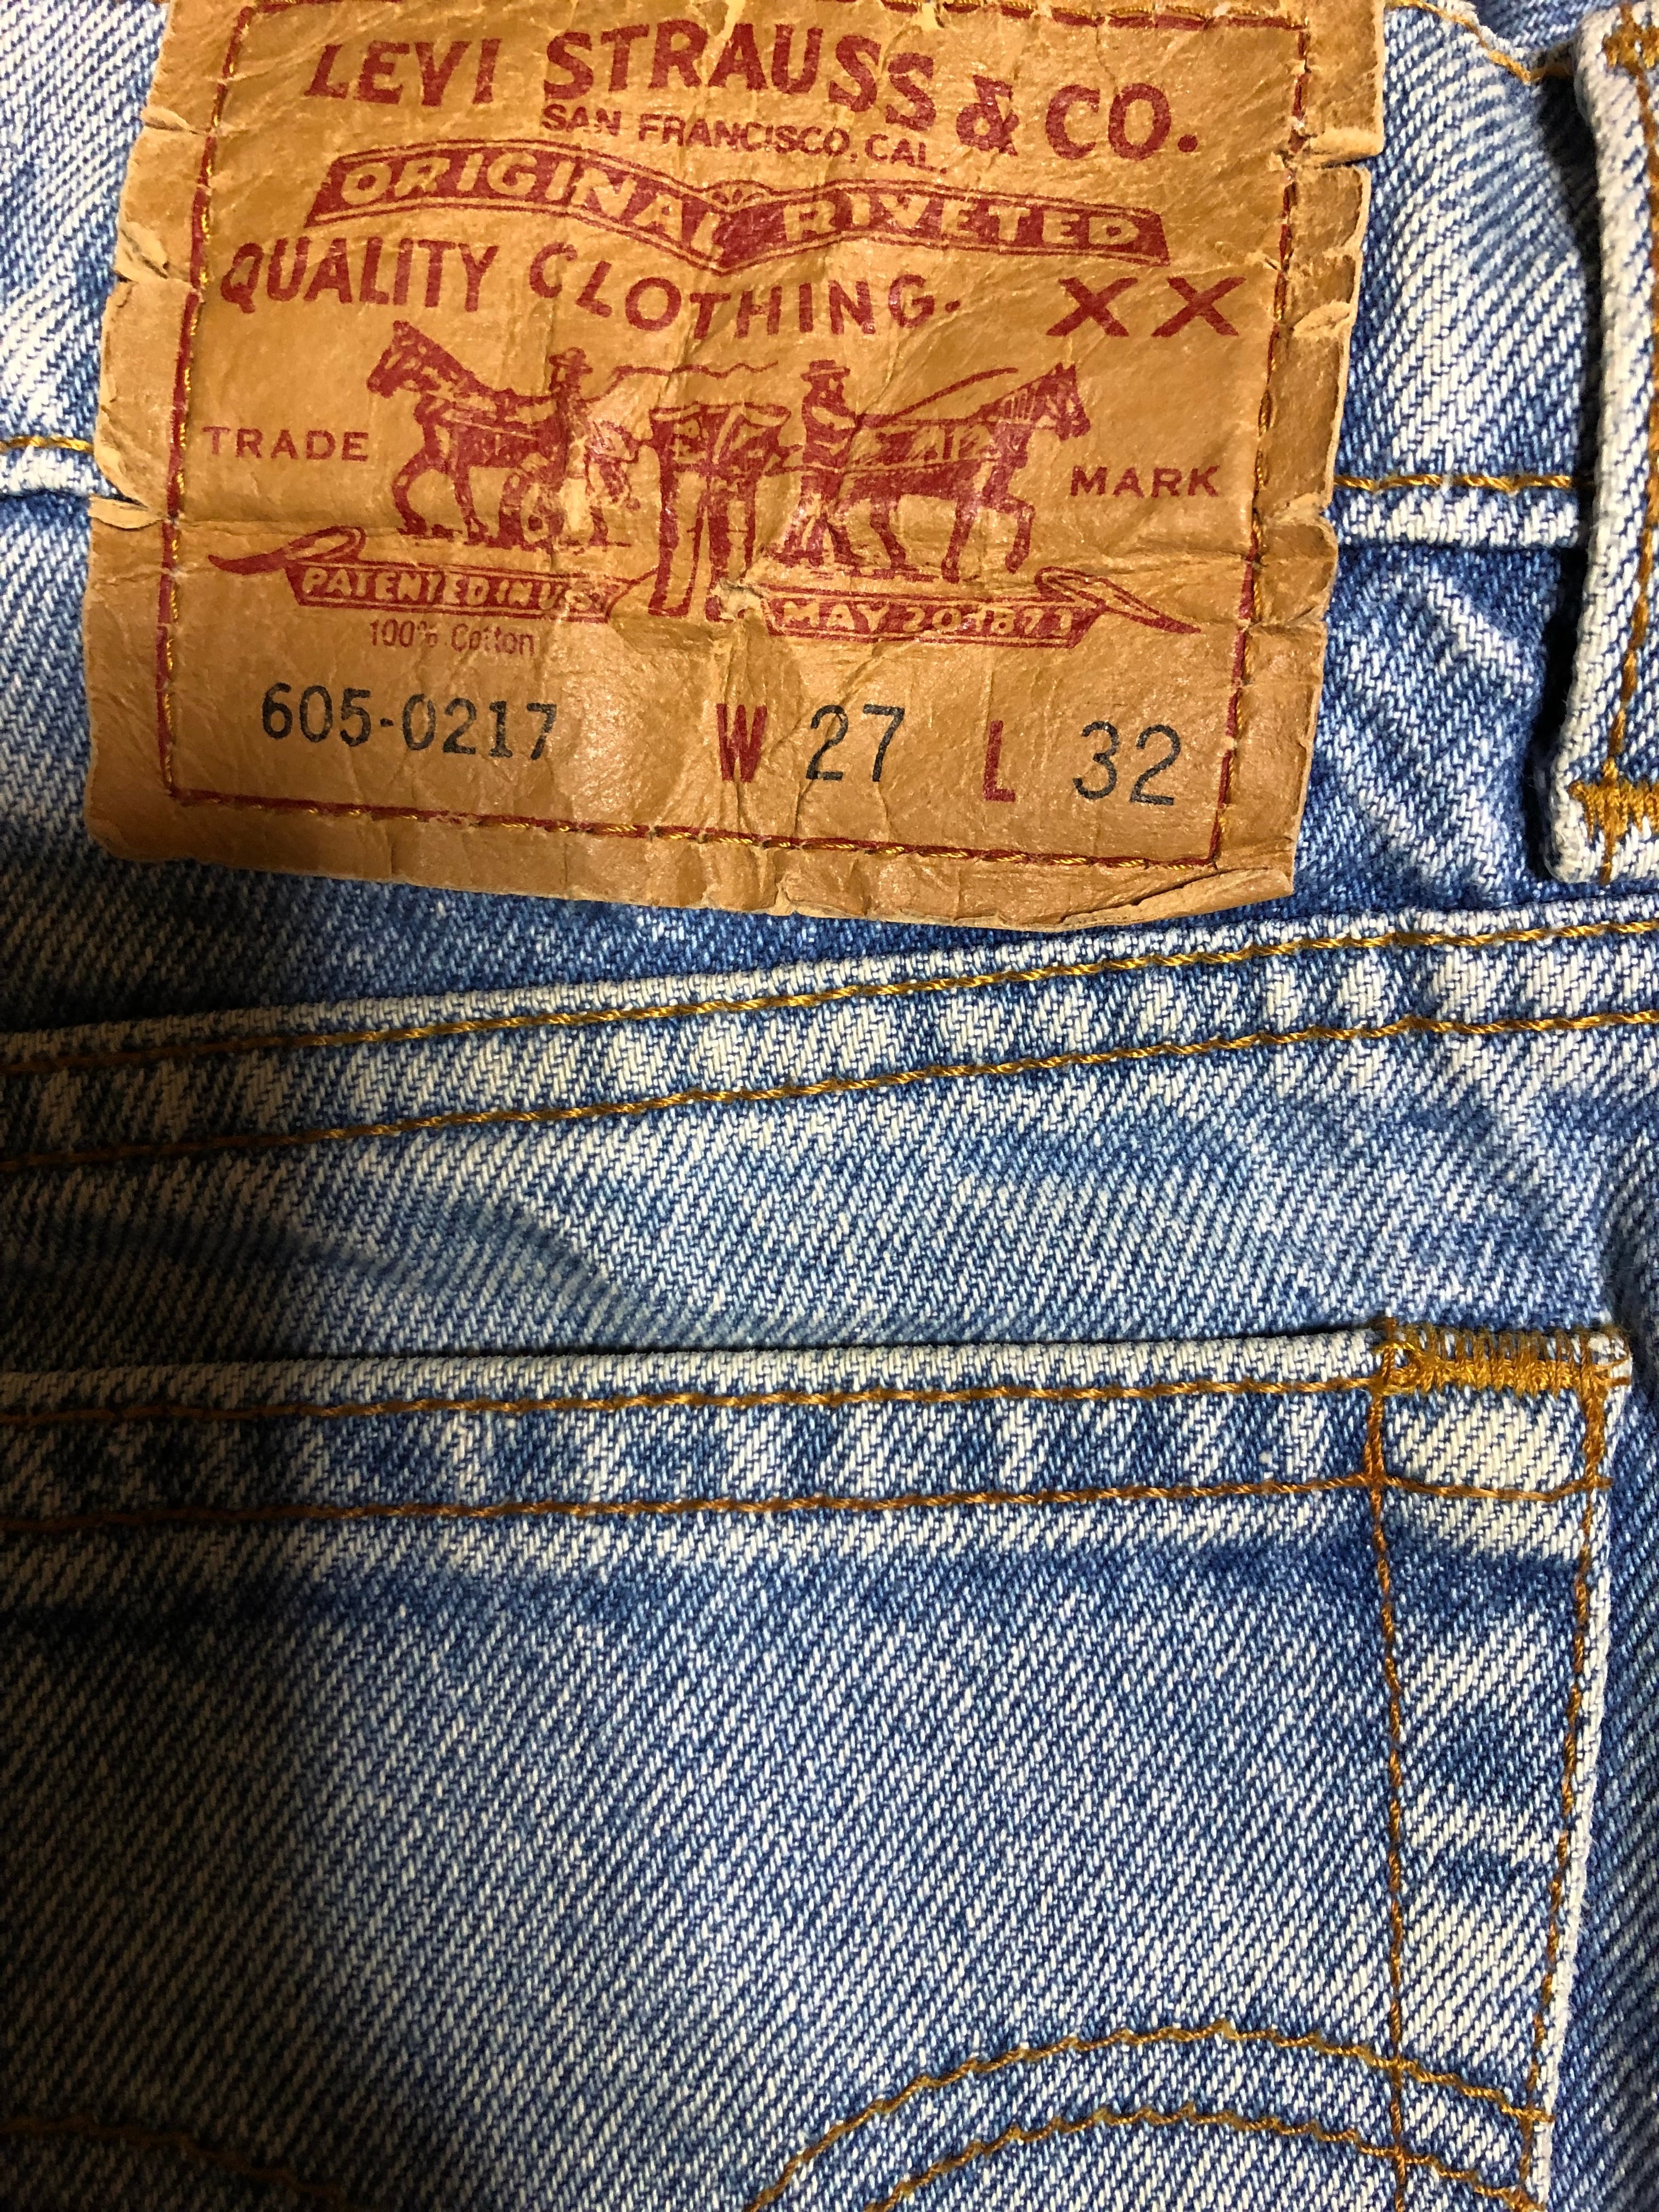 LEVI STRAUSS & CO.
SAN FRANCISCO, CAL.
ORIGINAL RIVETED
QUALITY CLOTHING. XX
TRADE MARK
PATENTED IN U.S. MAY 20 1873
100% Cotton
605-0217 W 27 L 32